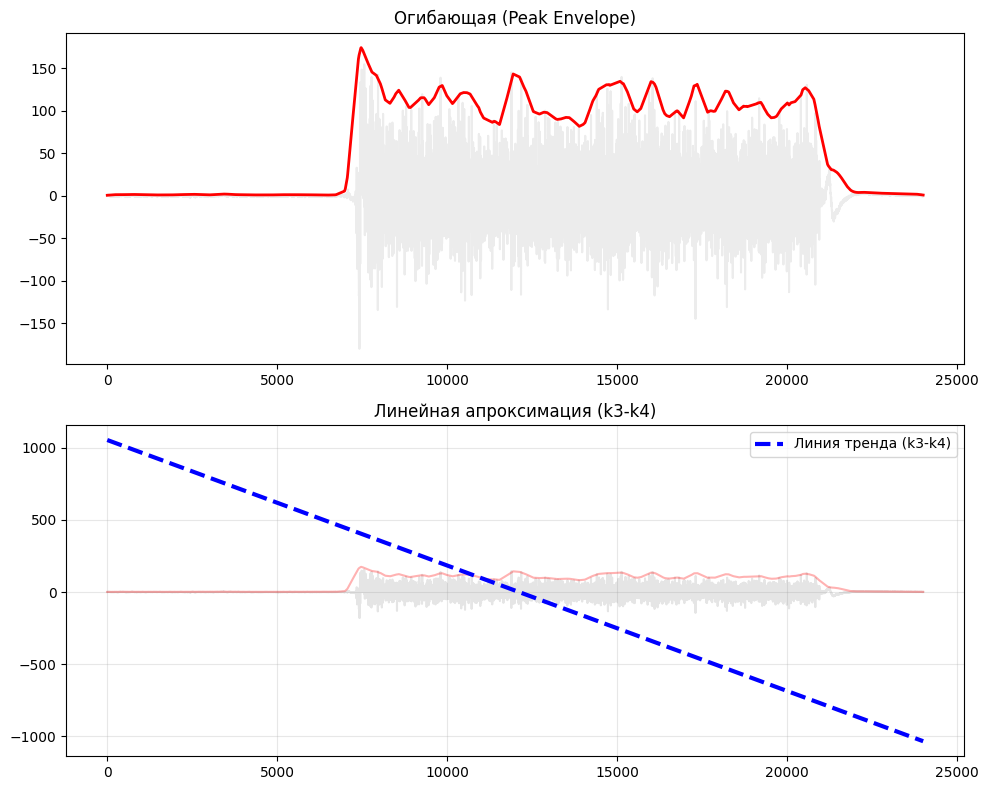 Огибающая (Peak Envelope)
150
100
50
0
−50
−100
−150
0 5000 10000 15000 20000 25000
Линейная апроксимация (k3-k4)
Линия тренда (k3-k4)
1000
500
0
−500
−1000
0 5000 10000 15000 20000 25000